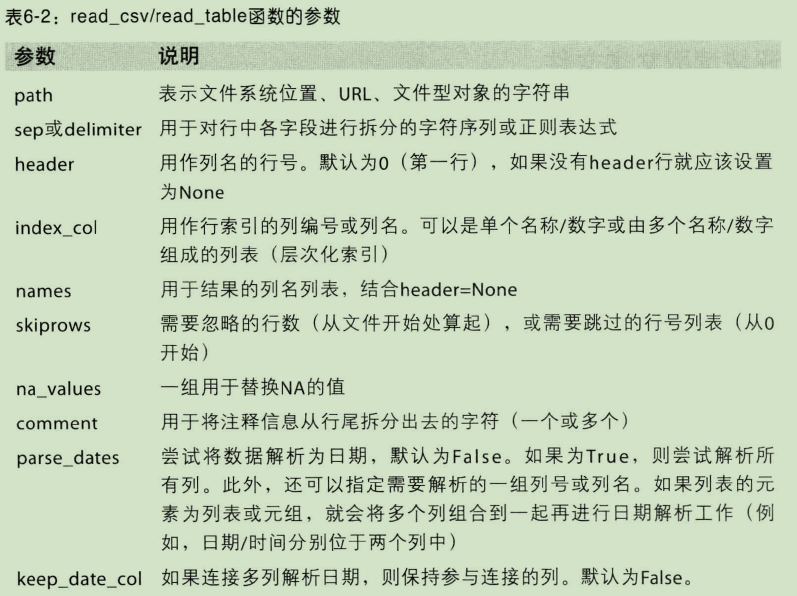 表6-2：read_csv/read_table函数的参数
参数 说明
path 表示文件系统位置、URL、文件型对象的字符串
sep或delimiter 用于对行中各字段进行拆分的字符序列或正则表达式
header 用作列名的行号。默认为0（第一行），如果没有header行就应该设置
为None
index_col 用作行索引的列编号或列名。可以是单个名称/数字或由多个名称/数字
组成的列表（层次化索引）
names 用于结果的列名列表，结合header=None
skiprows 需要忽略的行数（从文件开始处算起），或需要跳过的行号列表（从0
开始）
na_values 一组用于替换NA的值
comment 用于将注释信息从行尾拆分出去的字符（一个或多个）
parse_dates 尝试将数据解析为日期，默认为False。如果为True，则尝试解析所
有列。此外，还可以指定需要解析的一组列号或列名。如果列表的元
素为列表或元组，就会将多个列组合到一起再进行日期解析工作（例
如，日期/时间分别位于两个列中）
keep_date_col 如果连接多列解析日期，则保持参与连接的列。默认为False。